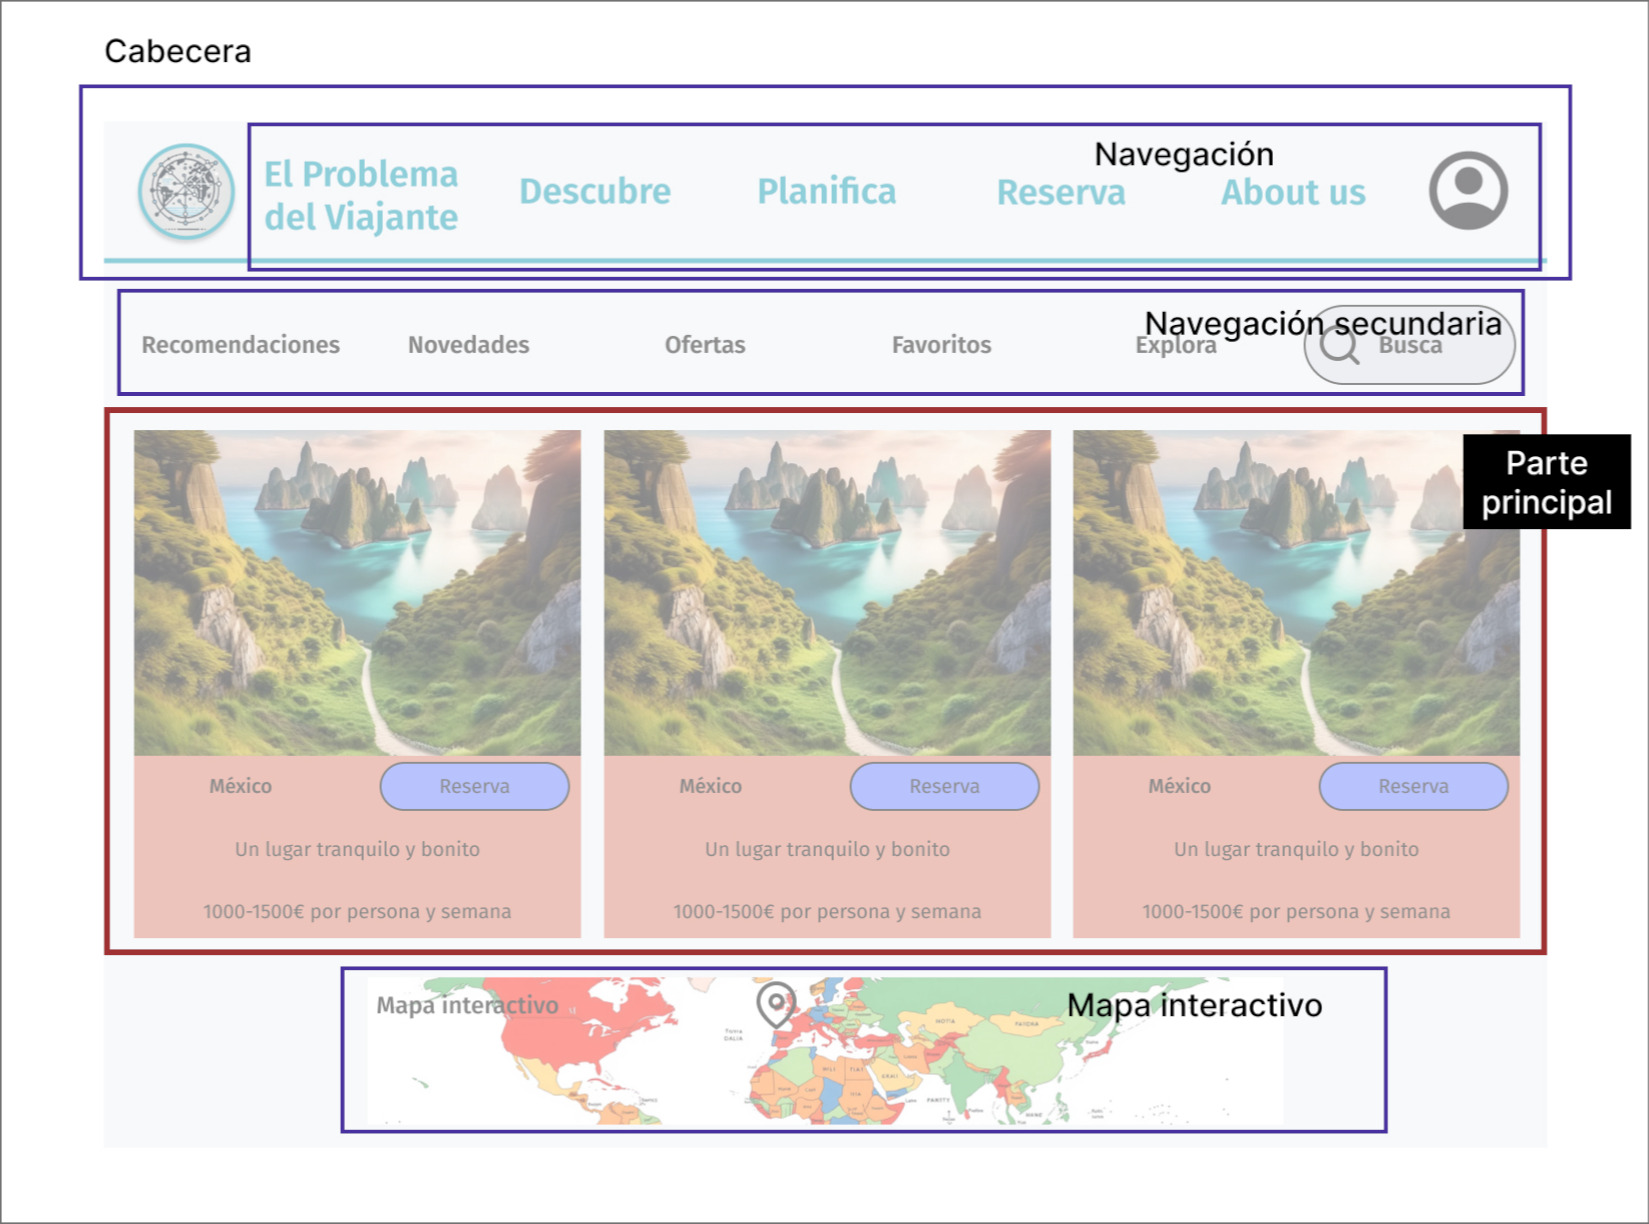 Cabecera
Navegación
El Problema
del Viajante
Descubre
Planifica
Reserva
About us
Navegación secundaria
Recomendaciones
Novedades
Ofertas
Favoritos
Explora
Busca
Parte
principal
México
Reserva
México
Reserva
México
Reserva
Un lugar tranquilo y bonito
Un lugar tranquilo y bonito
Un lugar tranquilo y bonito
1000-1500€ por persona y semana
1000-1500€ por persona y semana
1000-1500€ por persona y semana
Mapa interactivo
Mapa interactivo